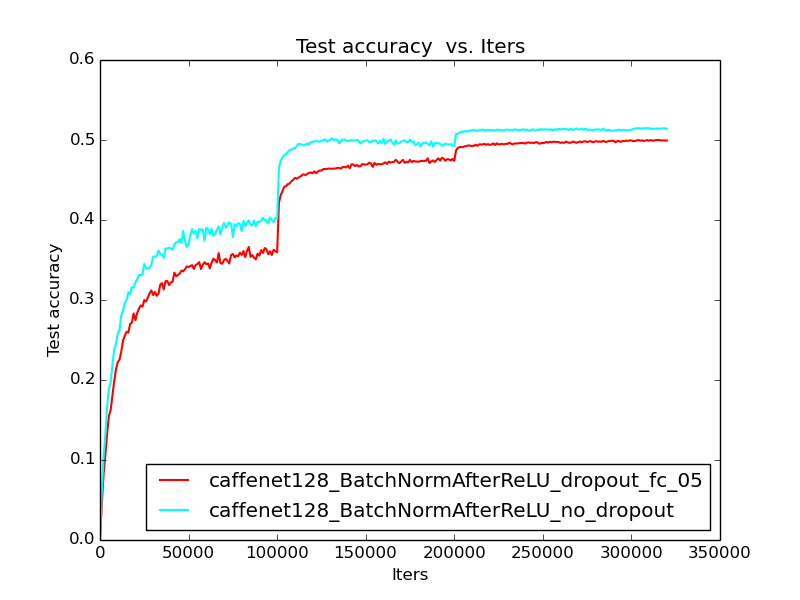 Test accuracy  vs. Iters
0.6
0.5
0.4
0.3
0.2
0.1
0.0
Test accuracy
caffenet128_BatchNormAfterReLU_dropout_fc_05
caffenet128_BatchNormAfterReLU_no_dropout
0 50000 100000 150000 200000 250000 300000 350000
Iters